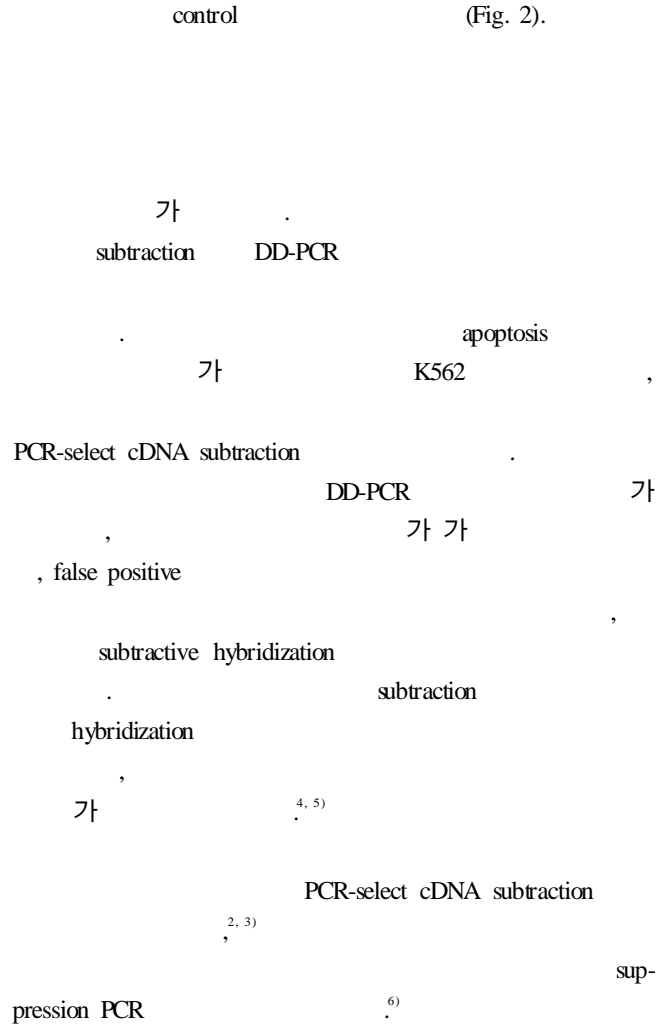 control (Fig. 2).
가 .
subtraction DD-PCR
. apoptosis
가 K562 ,
PCR-select cDNA subtraction .
DD-PCR 가
, 가 가
, false positive
,
subtractive hybridization
. subtraction
hybridization
,
가 .4, 5)
PCR-select cDNA subtraction
,2, 3)
sup-
pression PCR .6)